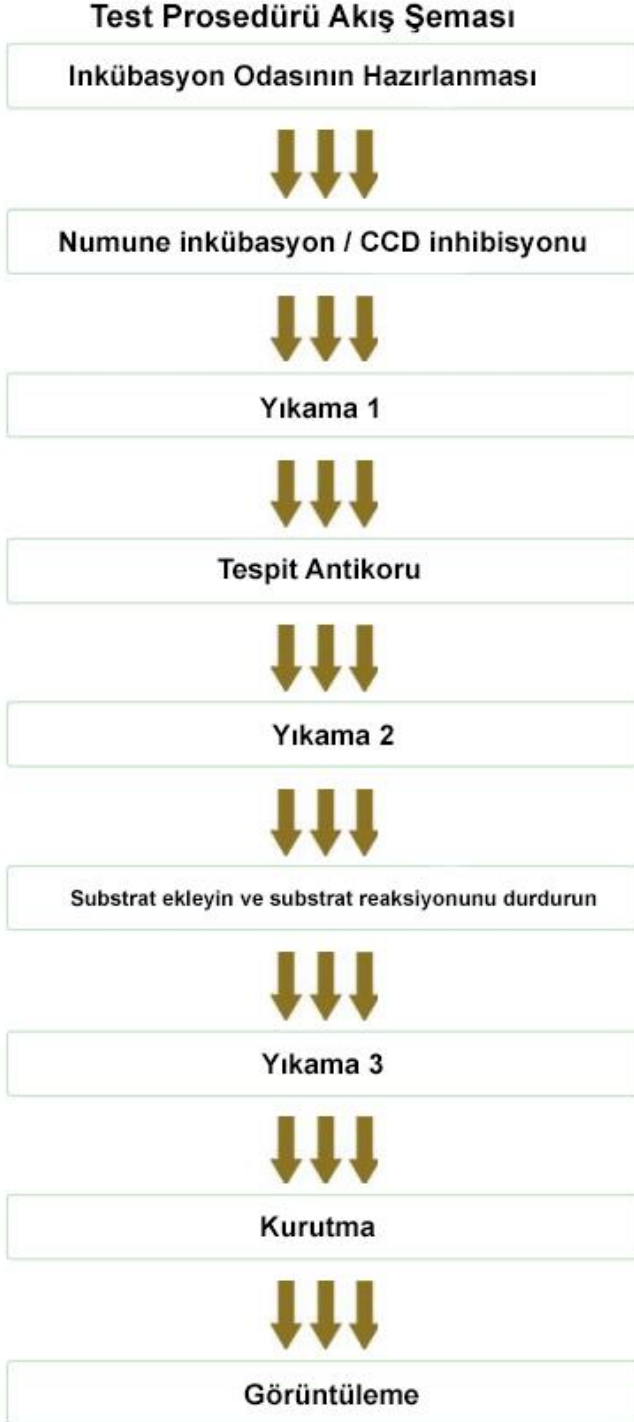 Test Prosedürü Akış Şeması
Inkübasyon Odasının Hazırlanması
Numune inkübasyon / CCD inhibisyonu
Yıkama 1
Tespit Antikoru
Yıkama 2
Substrat ekleyin ve substrat reaksiyonunu durdurun
Yıkama 3
Kurutma
Görüntüleme